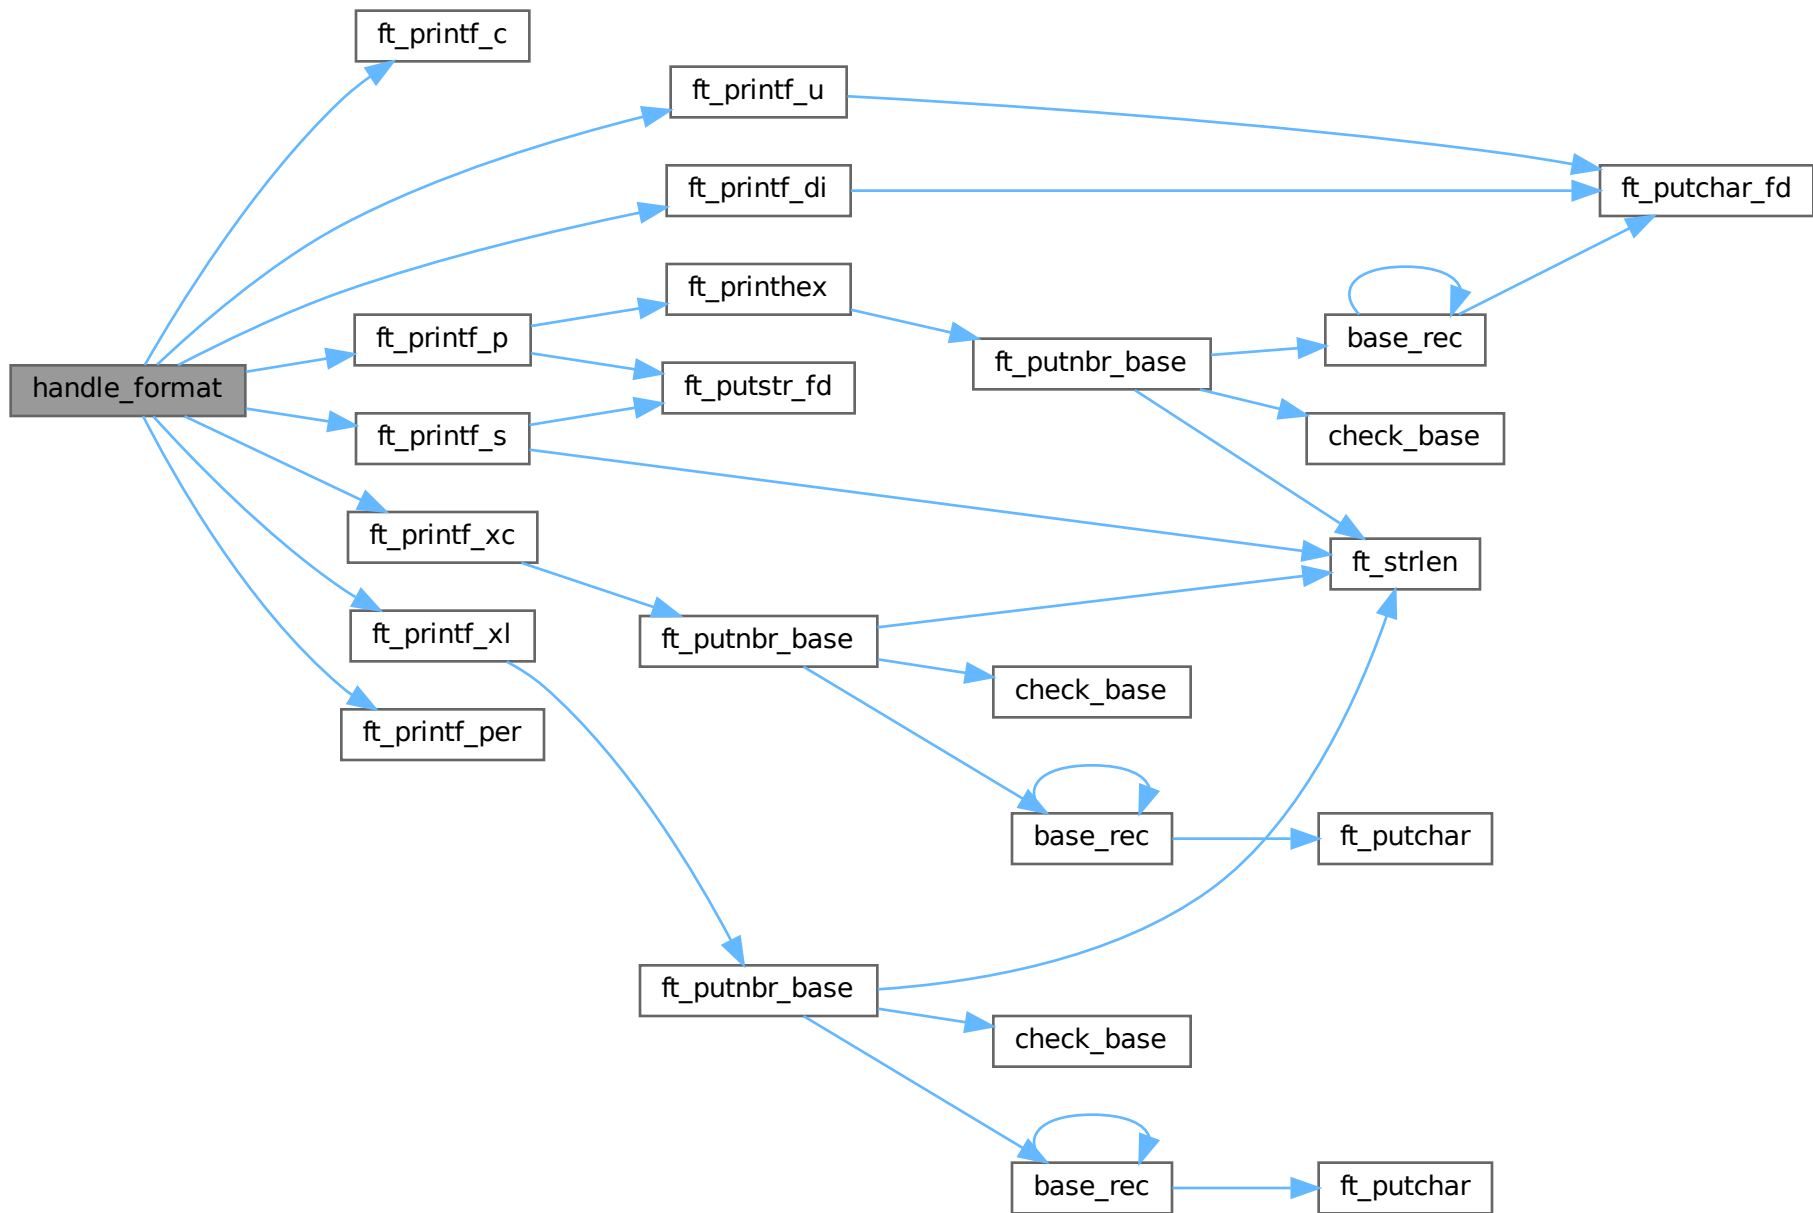 ft_printf_c
ft_printf_u
ft_printf_di
ft_putchar_fd
ft_printhex
ft_printf_p
base_rec
ft_putnbr_base
handle_format
ft_putstr_fd
ft_printf_s
check_base
ft_printf_xc
ft_strlen
ft_printf_xl
ft_putnbr_base
check_base
ft_printf_per
base_rec
ft_putchar
ft_putnbr_base
check_base
base_rec
ft_putchar